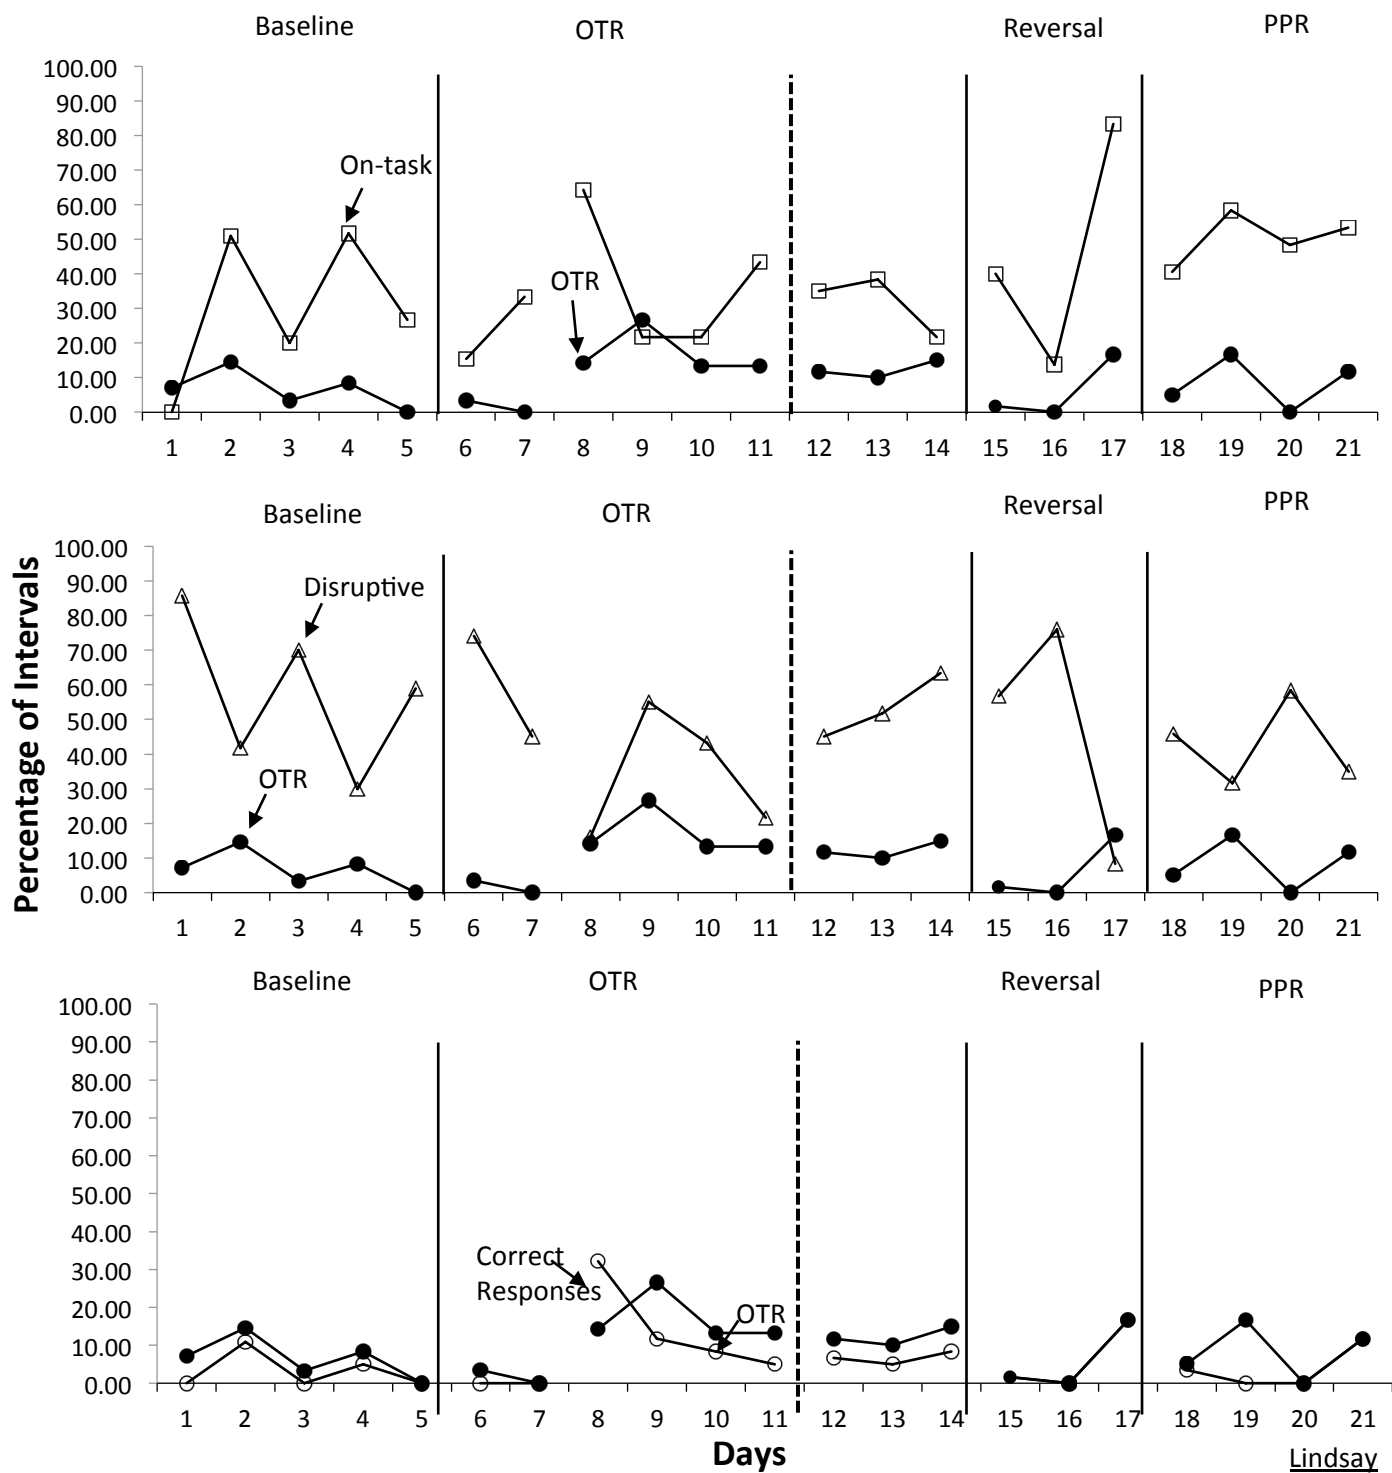 Baseline OTR Reversal PPR
100.00
90.00
80.00
70.00
60.00
50.00
40.00
30.00
20.00
10.00
0.00
On-task
OTR
1 2 3 4 5 6 7 8 9 10 11 12 13 14 15 16 17 18 19 20 21
Baseline OTR Reversal PPR
Percentage of Intervals
100.00
90.00
80.00
70.00
60.00
50.00
40.00
30.00
20.00
10.00
0.00
Disruptive
OTR
1 2 3 4 5 6 7 8 9 10 11 12 13 14 15 16 17 18 19 20 21
Baseline OTR Reversal PPR
100.00
90.00
80.00
70.00
60.00
50.00
40.00
30.00
20.00
10.00
0.00
Correct
Responses
OTR
1 2 3 4 5 6 7 8 9 10 11 12 13 14 15 16 17 18 19 20 21
Days
Lindsay